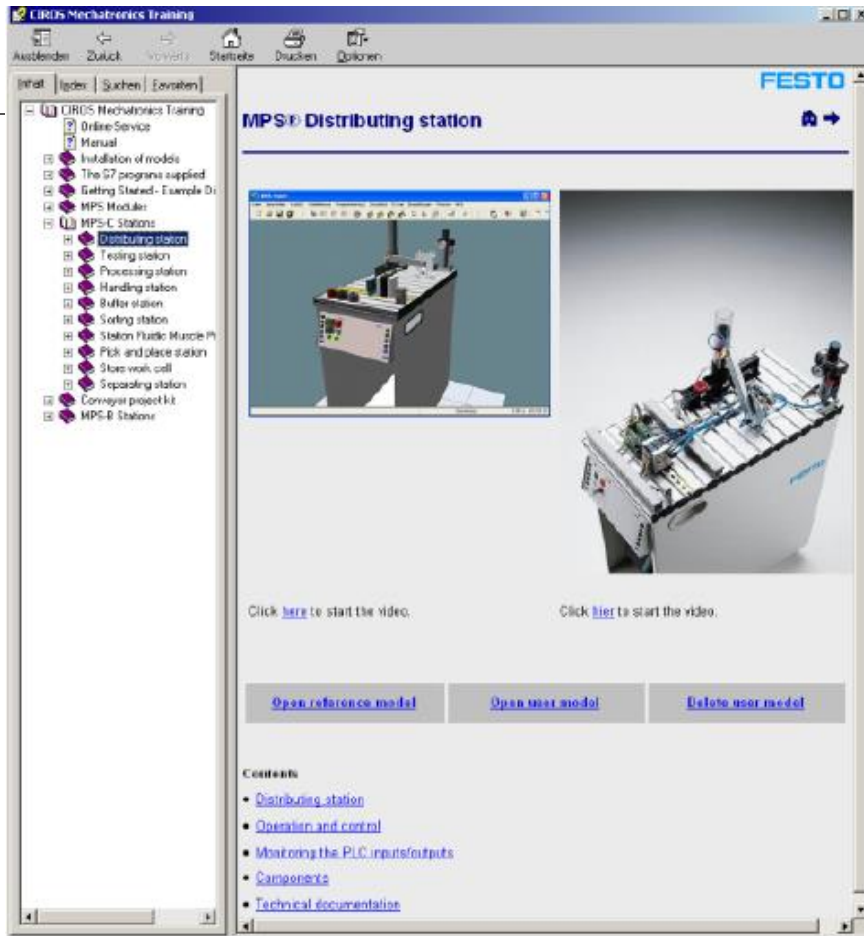 CIROS Mechatronics Training
Ausblenden Zurück Vorwärts Startseite Drucken Optionen
Inhalt Index Suchen Favoriten
CIROS Mechatronics Training
Online-Service
Manual
Installation of models
The S7 programs supplied
Getting Started - Example Di
MPS Modules
MPS-C Stations
Distributing station
Testing station
Processing station
Handling station
Buffer station
Sorting station
Station Fluidic Muscle Pr
Pick and place station
Store work cell
Separating station
Conveyor project kit
MPS-B Stations
FESTO
MPS® Distributing station
FESTO
Click here to start the video.
Click hier to start the video.
Open reference model
Open user model
Delete user model
Contents
• Distributing station
• Operation and control
• Monitoring the PLC inputs/outputs
• Components
• Technical documentation